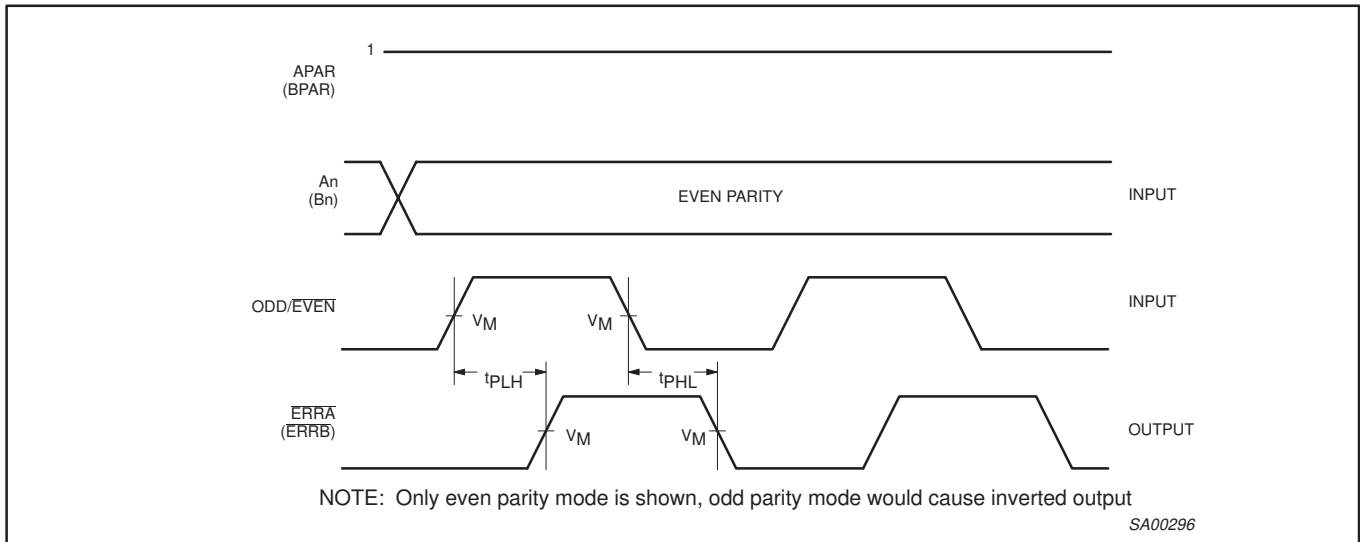 1
APAR
(BPAR)
An
(Bn)
EVEN PARITY
INPUT
ODD/EVEN
VM
VM
INPUT
tPLH
tPHL
ERRA
(ERRB)
VM
VM
OUTPUT
NOTE: Only even parity mode is shown, odd parity mode would cause inverted output
SA00296